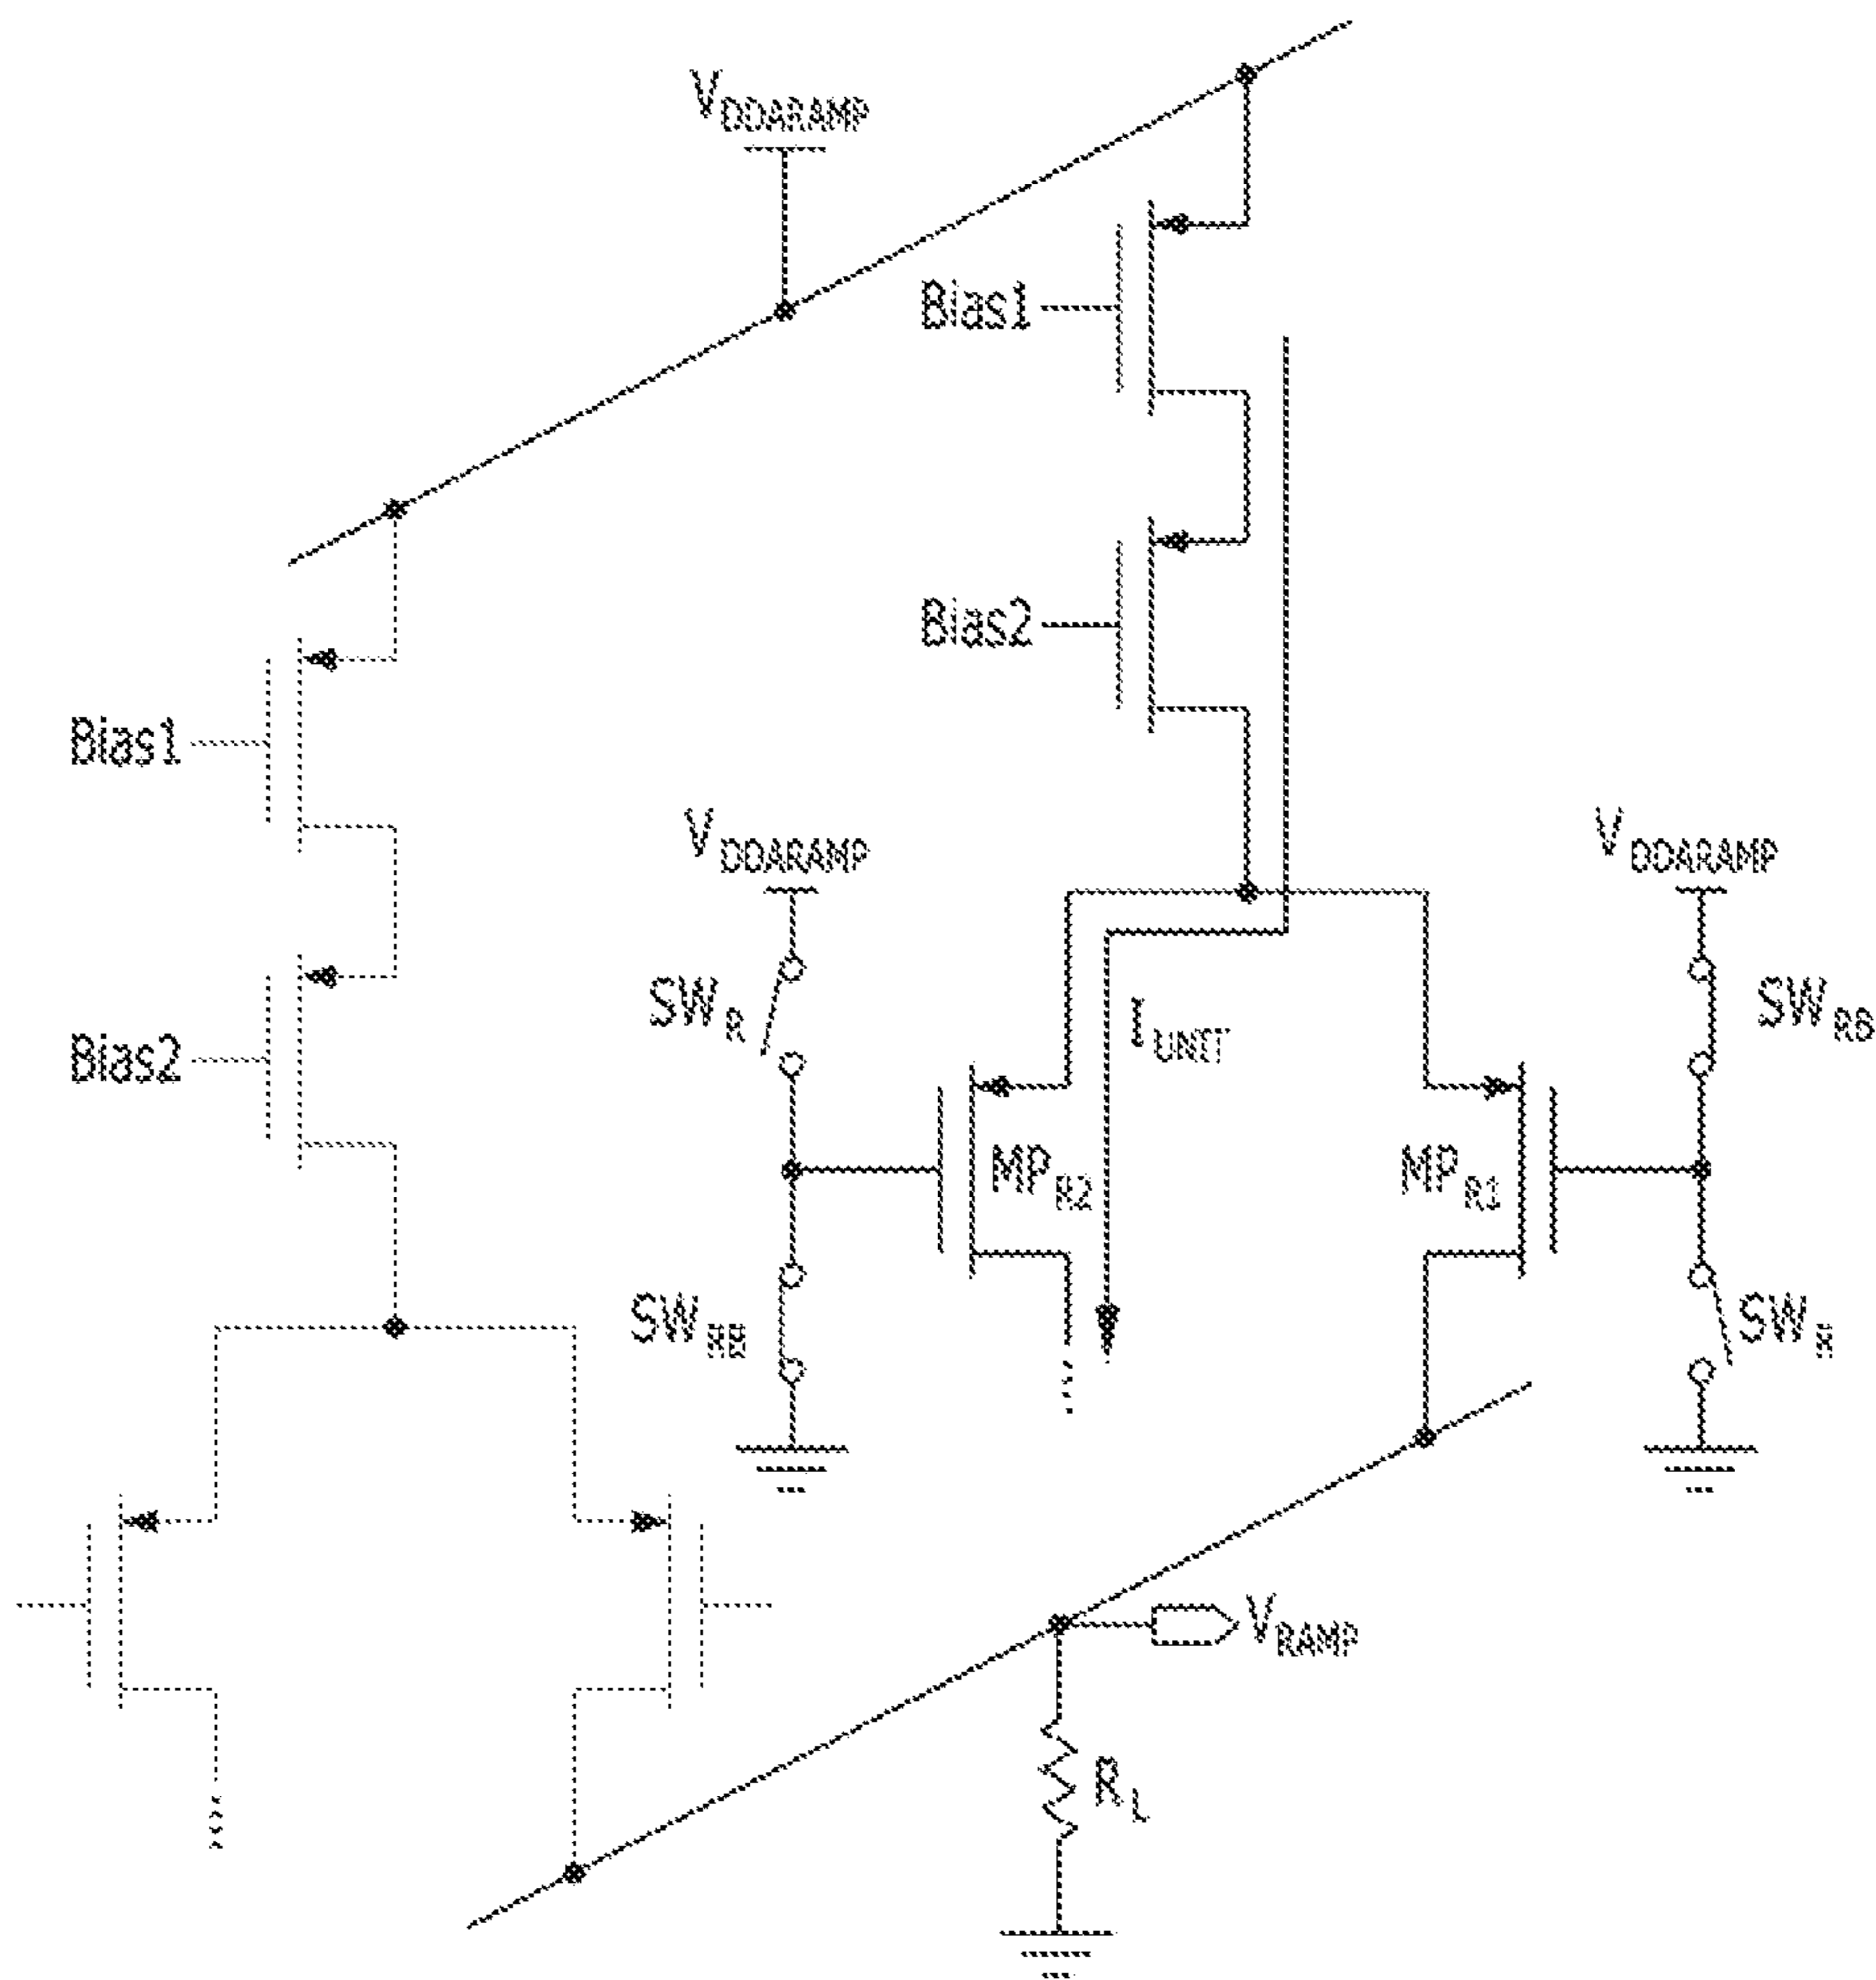 VDDARAMP
Bias1
Bias2
Bias1
VDDARAMP
VDDARAMP
SWR
SWRB
IUNIT
Bias2
MPR2
MPR1
SWRB
SWR
VRAMP
RL